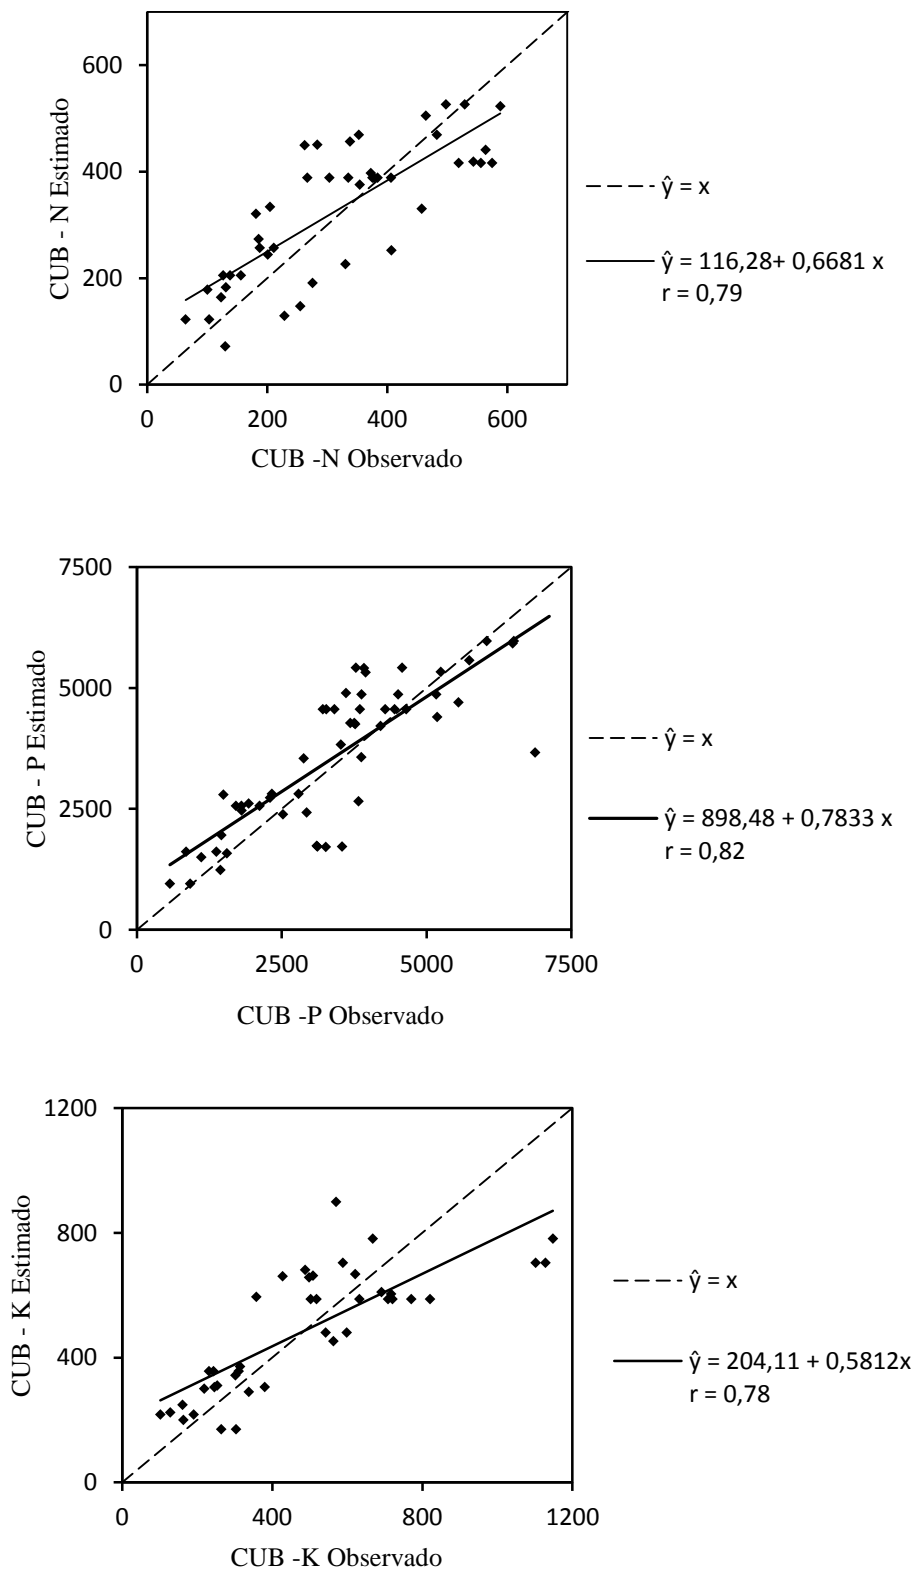 600
400
200
0
0
200
400
600
CUB - N Estimado
CUB -N Observado
ŷ = x
ŷ = 116,28+ 0,6681 x
r = 0,79
7500
5000
2500
0
0
2500
5000
7500
CUB - P Estimado
CUB -P Observado
ŷ = x
ŷ = 898,48 + 0,7833 x
r = 0,82
1200
800
400
0
0
400
800
1200
CUB - K Estimado
CUB -K Observado
ŷ = x
ŷ = 204,11 + 0,5812x
r = 0,78